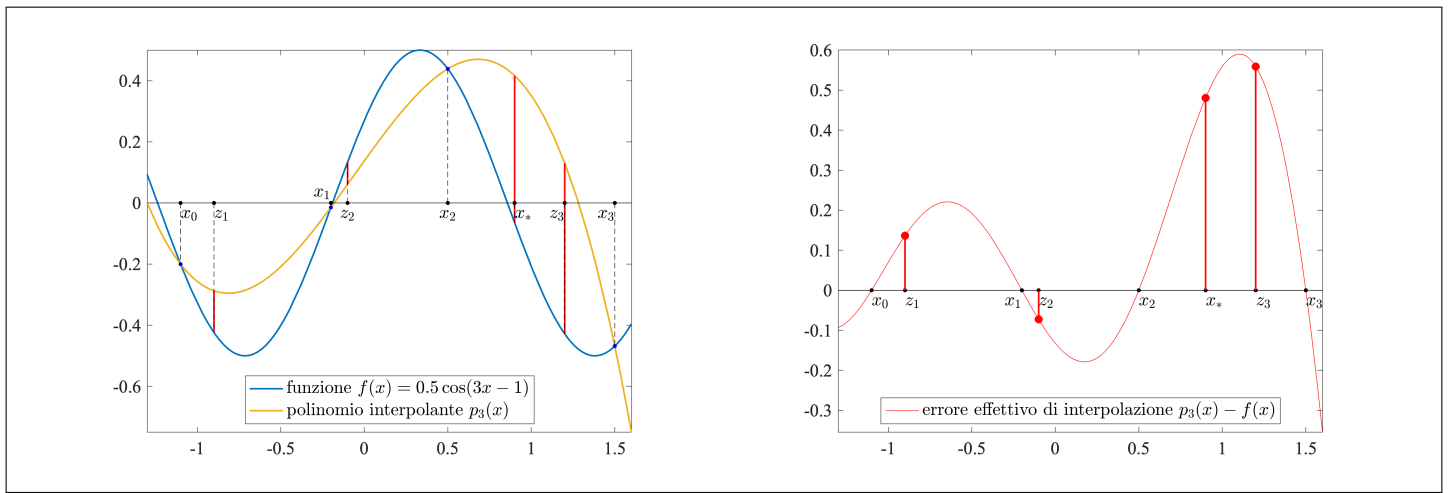 0.4
0.2
0
-0.2
-0.4
-0.6
x₀ z₁ x₁ z₂ x₂ x∗ z₃ x₃
funzione f(x) = 0.5 cos(3x − 1)
polinomio interpolante p₃(x)
-1 -0.5 0 0.5 1 1.5
0.6
0.5
0.4
0.3
0.2
0.1
0
-0.1
-0.2
-0.3
x₀ z₁ x₁ z₂ x₂ x∗ z₃ x₃
errore effettivo di interpolazione p₃(x) − f(x)
-1 -0.5 0 0.5 1 1.5